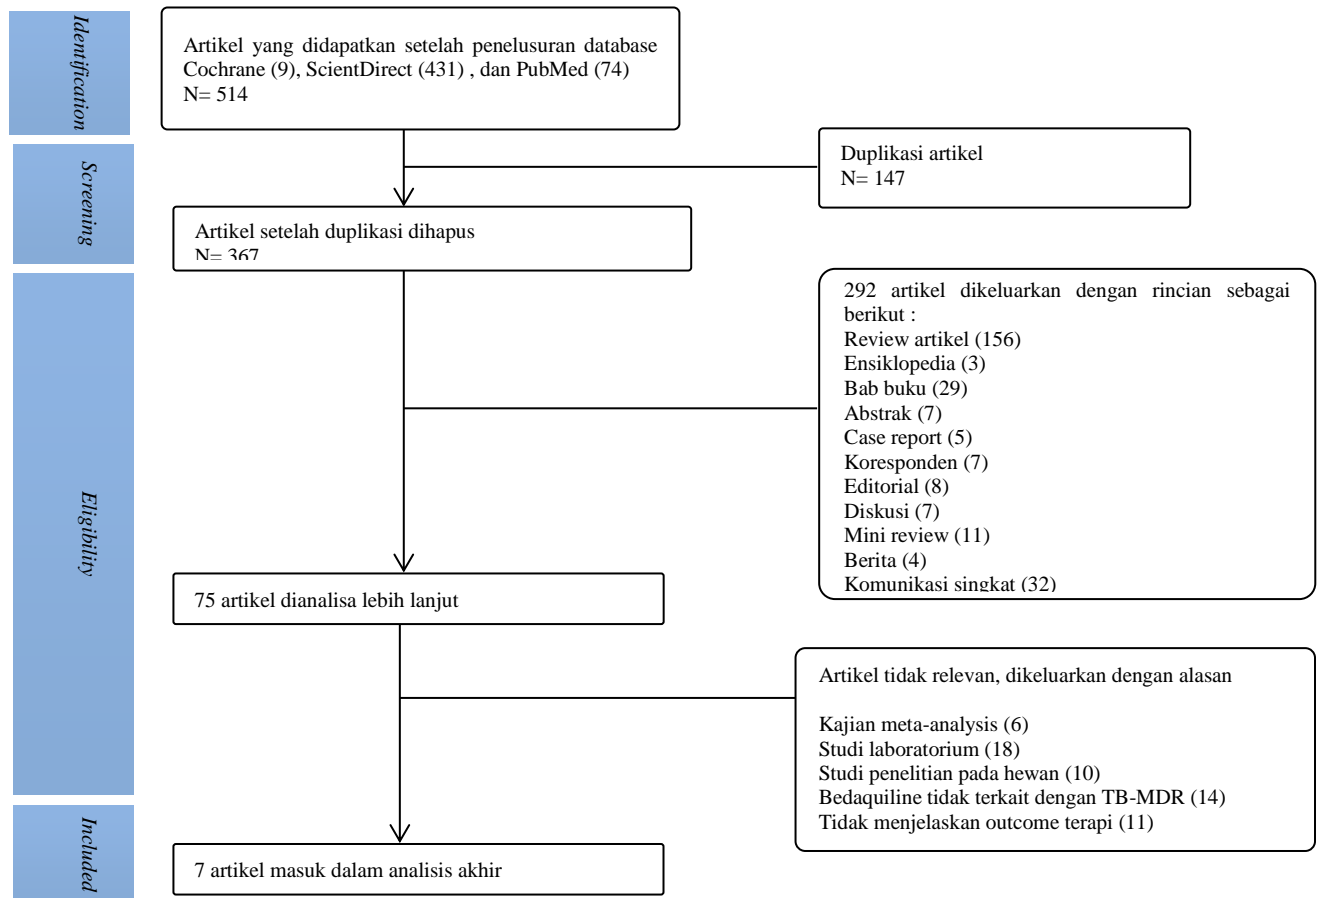 Identification
Artikel yang didapatkan setelah penelusuran database
Cochrane (9), ScientDirect (431) , dan PubMed (74)
N= 514
Screening
Duplikasi artikel
N= 147
Artikel setelah duplikasi dihapus
N= 367
Eligibility
292 artikel dikeluarkan dengan rincian sebagai
berikut :
Review artikel (156)
Ensiklopedia (3)
Bab buku (29)
Abstrak (7)
Case report (5)
Koresponden (7)
Editorial (8)
Diskusi (7)
Mini review (11)
Berita (4)
Komunikasi singkat (32)
75 artikel dianalisa lebih lanjut
Artikel tidak relevan, dikeluarkan dengan alasan
Kajian meta-analysis (6)
Studi laboratorium (18)
Studi penelitian pada hewan (10)
Bedaquiline tidak terkait dengan TB-MDR (14)
Tidak menjelaskan outcome terapi (11)
Included
7 artikel masuk dalam analisis akhir